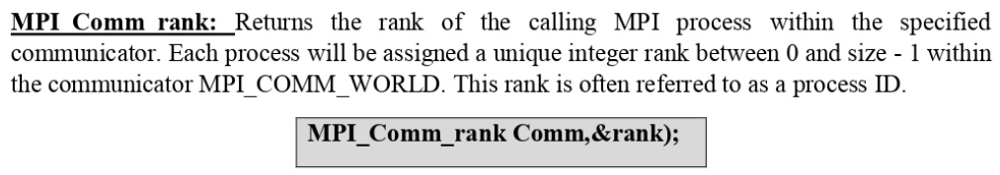 MPI Comm rank: Returns the rank of the calling MPI process within the specified
communicator. Each process will be assigned a unique integer rank between 0 and size - 1 within
the communicator MPI_COMM_WORLD. This rank is often referred to as a process ID.
MPI_Comm_rank Comm,&rank);